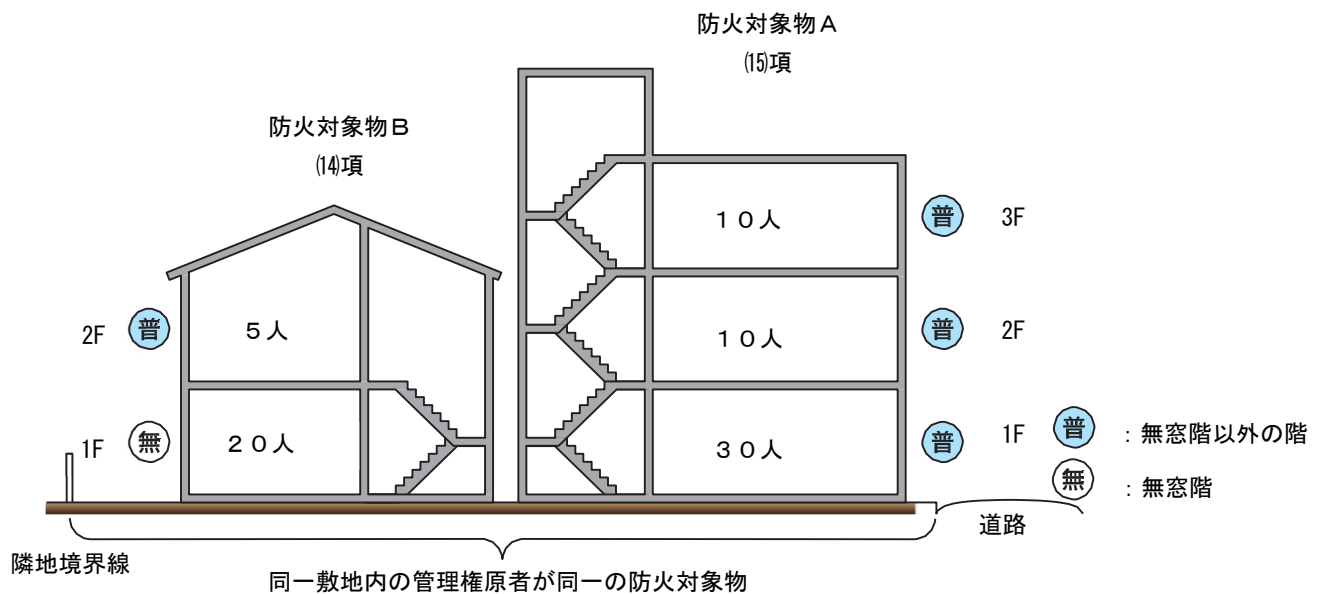 防火対象物A
⒂項
防火対象物B
⒁項
10人
普
3F
2F
普
5人
10人
普
2F
1F
無
20人
30人
普
1F
普
:無窓階以外の階
無
:無窓階
道路
隣地境界線
同一敷地内の管理権原者が同一の防火対象物